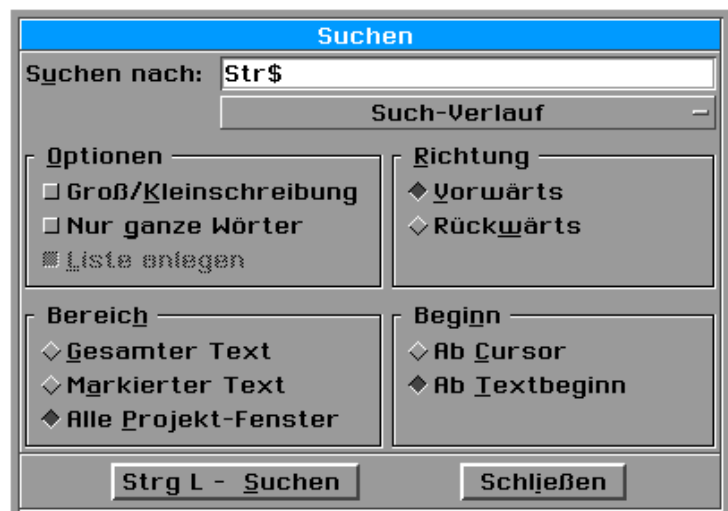 Suchen
Suchen nach: Str$
Such-Verlauf
Optionen
Groß/Kleinschreibung
Nur ganze Wörter
Liste anlegen
Richtung
Vorwärts
Rückwärts
Bereich
Gesamter Text
Markierter Text
Alle Projekt-Fenster
Beginn
Ab Cursor
Ab Textbeginn
Strg L - Suchen
Schließen